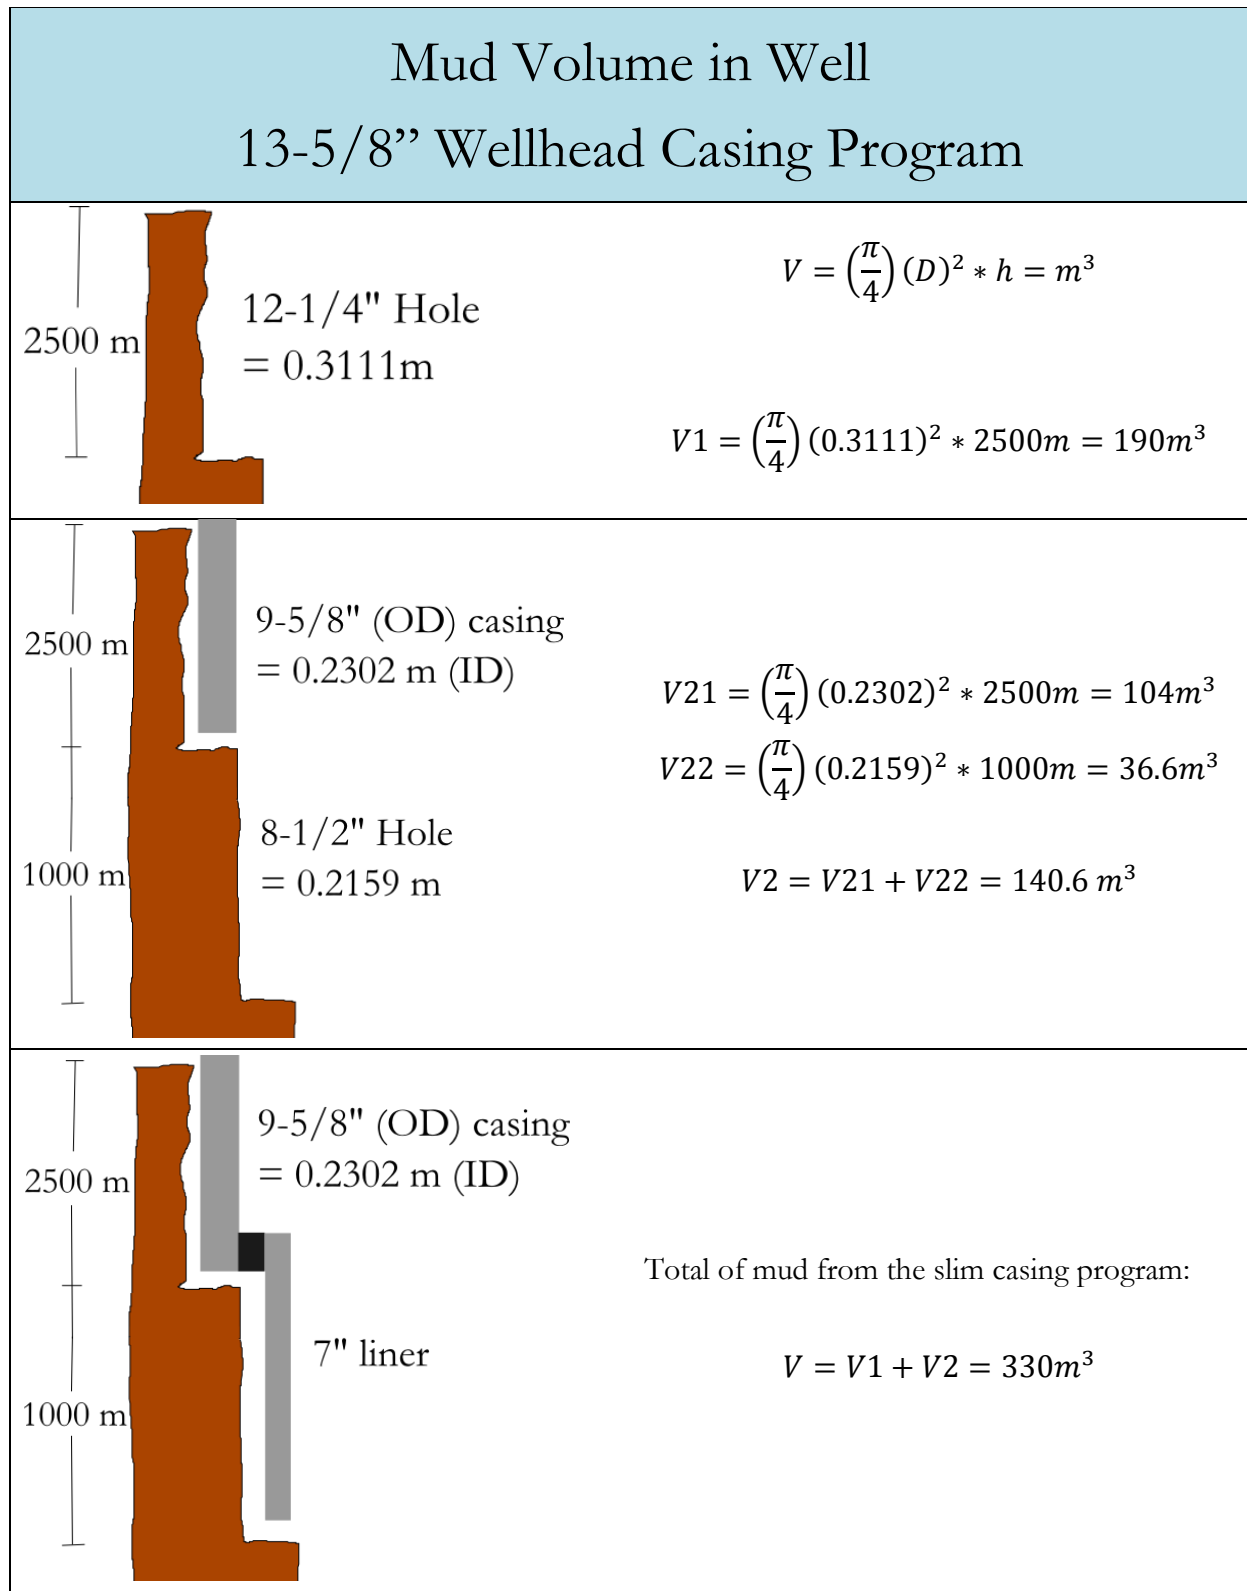 Mud Volume in Well
13-5/8” Wellhead Casing Program
2500 m
12-1/4" Hole
= 0.3111m
V = (π/4) (D)² * h = m³
V1 = (π/4) (0.3111)² * 2500m = 190m³
2500 m
9-5/8" (OD) casing
= 0.2302 m (ID)
1000 m
8-1/2" Hole
= 0.2159 m
V21 = (π/4) (0.2302)² * 2500m = 104m³
V22 = (π/4) (0.2159)² * 1000m = 36.6m³
V2 = V21 + V22 = 140.6 m³
2500 m
9-5/8" (OD) casing
= 0.2302 m (ID)
1000 m
7" liner
Total of mud from the slim casing program:
V = V1 + V2 = 330m³